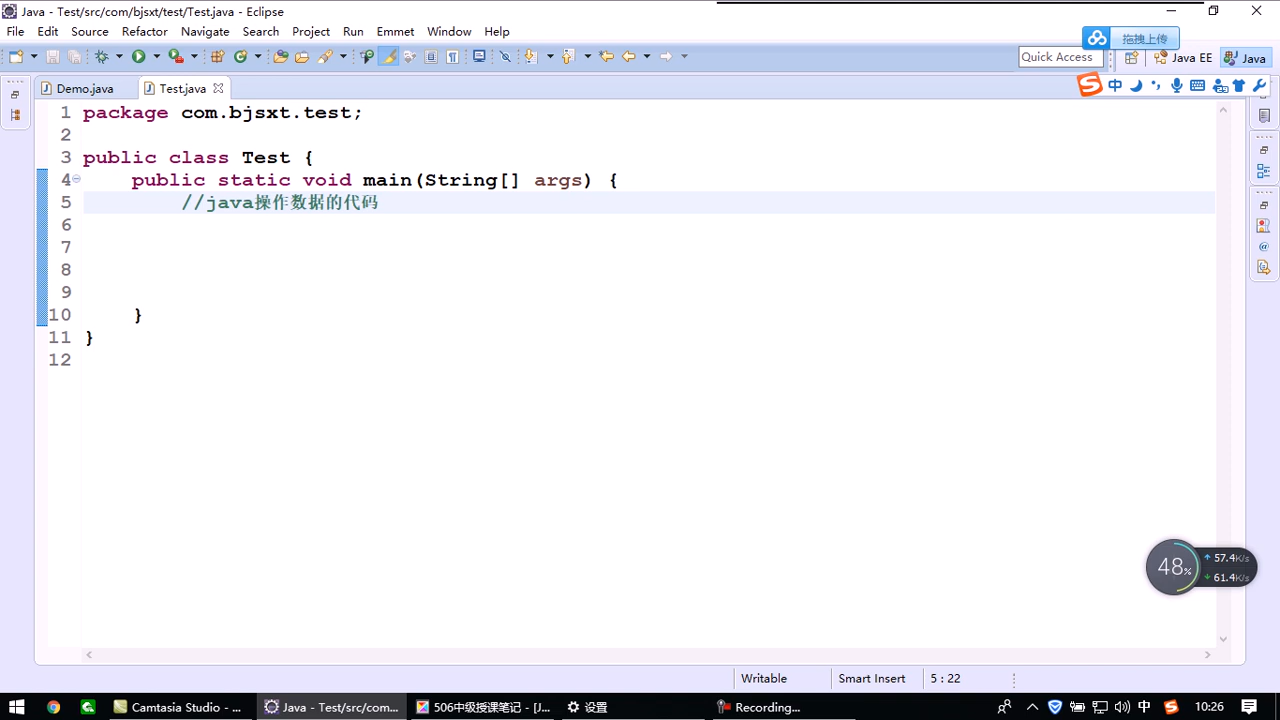 Java - Test/src/com/bjsxt/test/Test.java - Eclipse
File Edit Source Refactor Navigate Search Project Run Emmet Window Help
拖拽上传
Quick Access
Java EE
Java
中
Demo.java
Test.java
1 package com.bjsxt.test;
2
3 public class Test {
4 public static void main(String[] args) {
5 //java操作数据的代码
6
7
8
9
10 }
11 }
12
48%
57.4K/s
61.4K/s
Writable
Smart Insert
5 : 22
Camtasia Studio - ...
Java - Test/src/com...
506中级授课笔记 - [J...
设置
Recording...
中
10:26